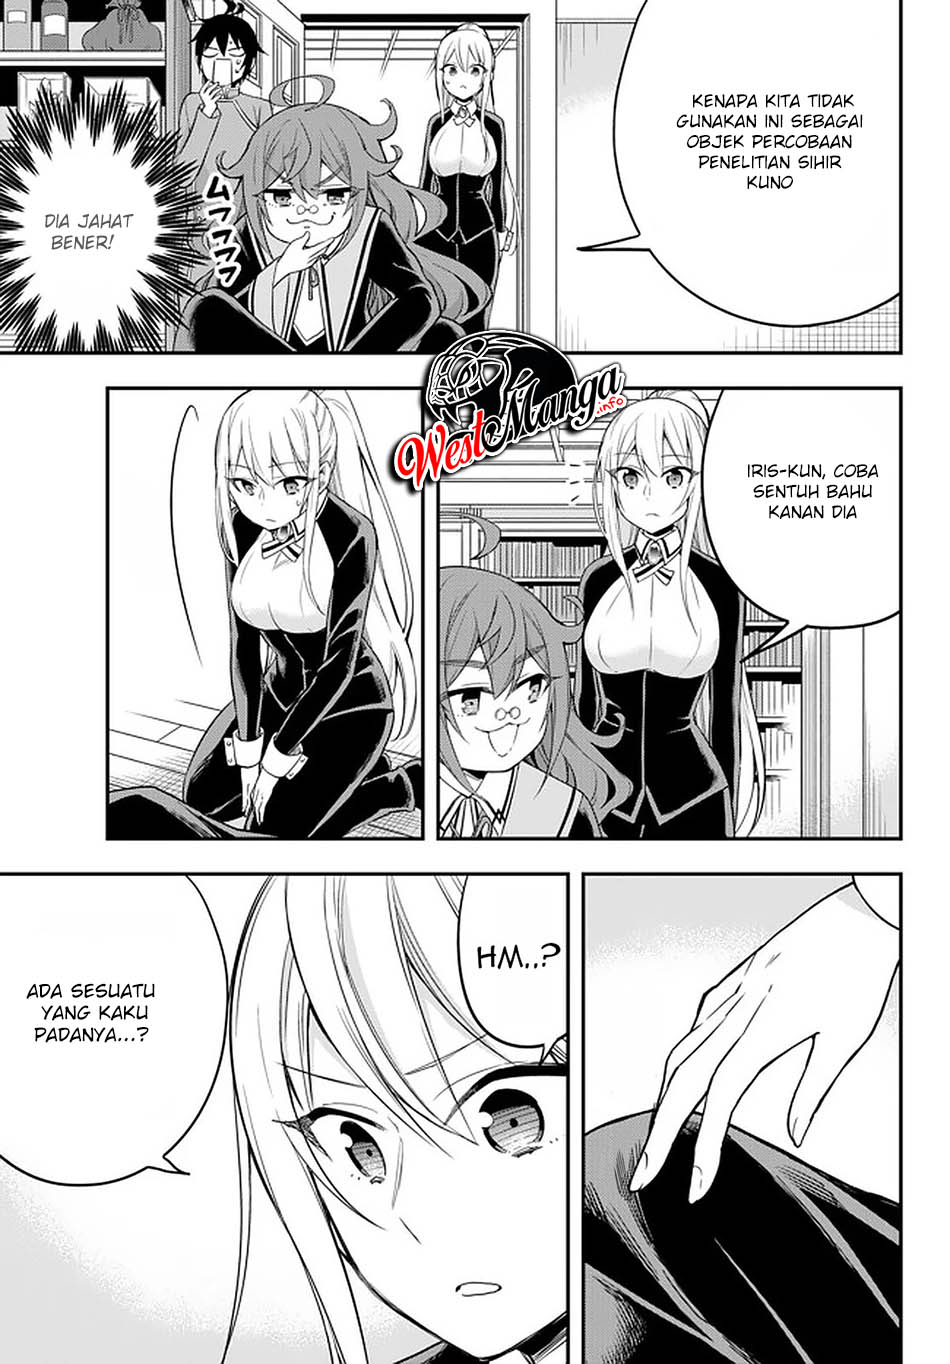 KENAPA KITA TIDAK
GUNAKAN INI SEBAGAI
OBJEK PERCOBAAN
PENELITIAN SIHIR
KUNO
ムフフフフ
DIA JAHAT
BENER!
WestManga
.info
IRIS-KUN, COBA
SENTUH BAHU
KANAN DIA
HM..?
ADA SESUATU
YANG KAKU
PADANYA...?